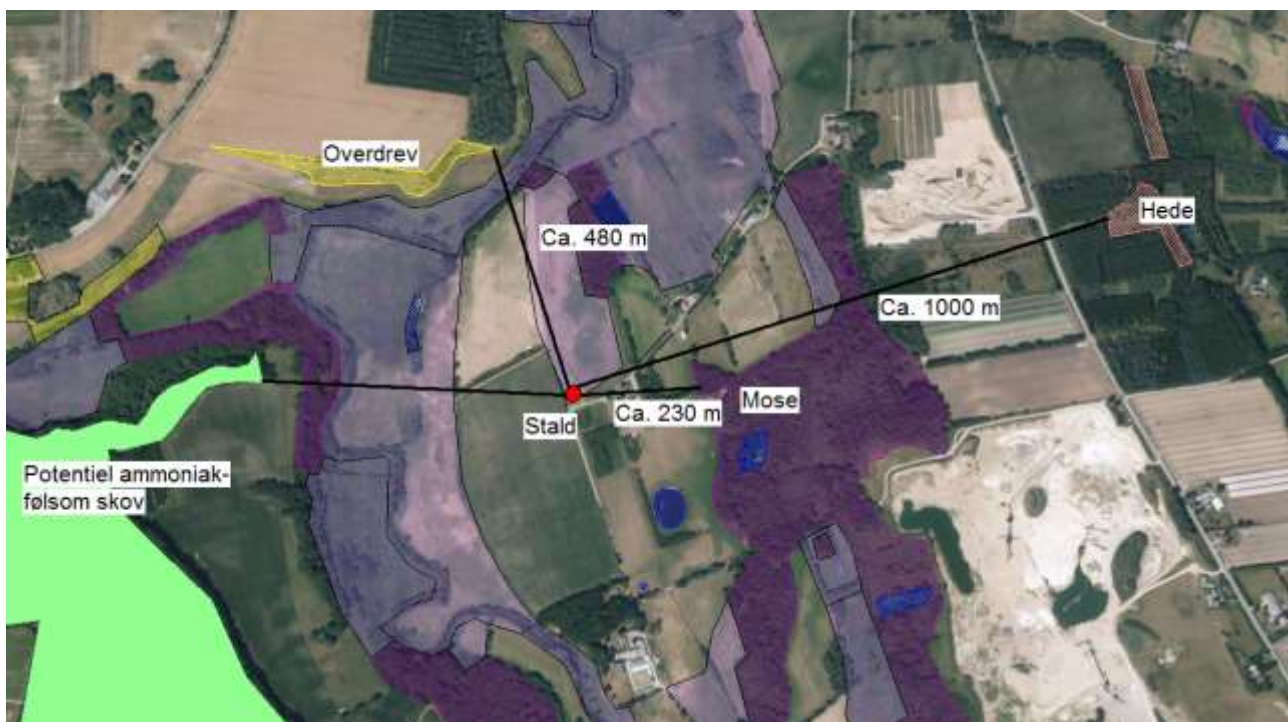 Overdrev
Ca. 480 m
Hede
Ca. 1000 m
Mose
Ca. 230 m
Stald
Potentiel ammoniak-
følsom skov